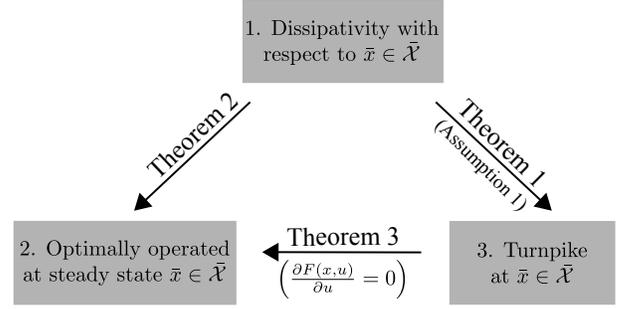 1. Dissipativity with
respect to x̄ ∈ 𝒳̄
Theorem 2
Theorem 1
(Assumption 1)
2. Optimally operated
at steady state x̄ ∈ 𝒳̄
Theorem 3
(∂F(x,u)/∂u = 0)
3. Turnpike
at x̄ ∈ 𝒳̄